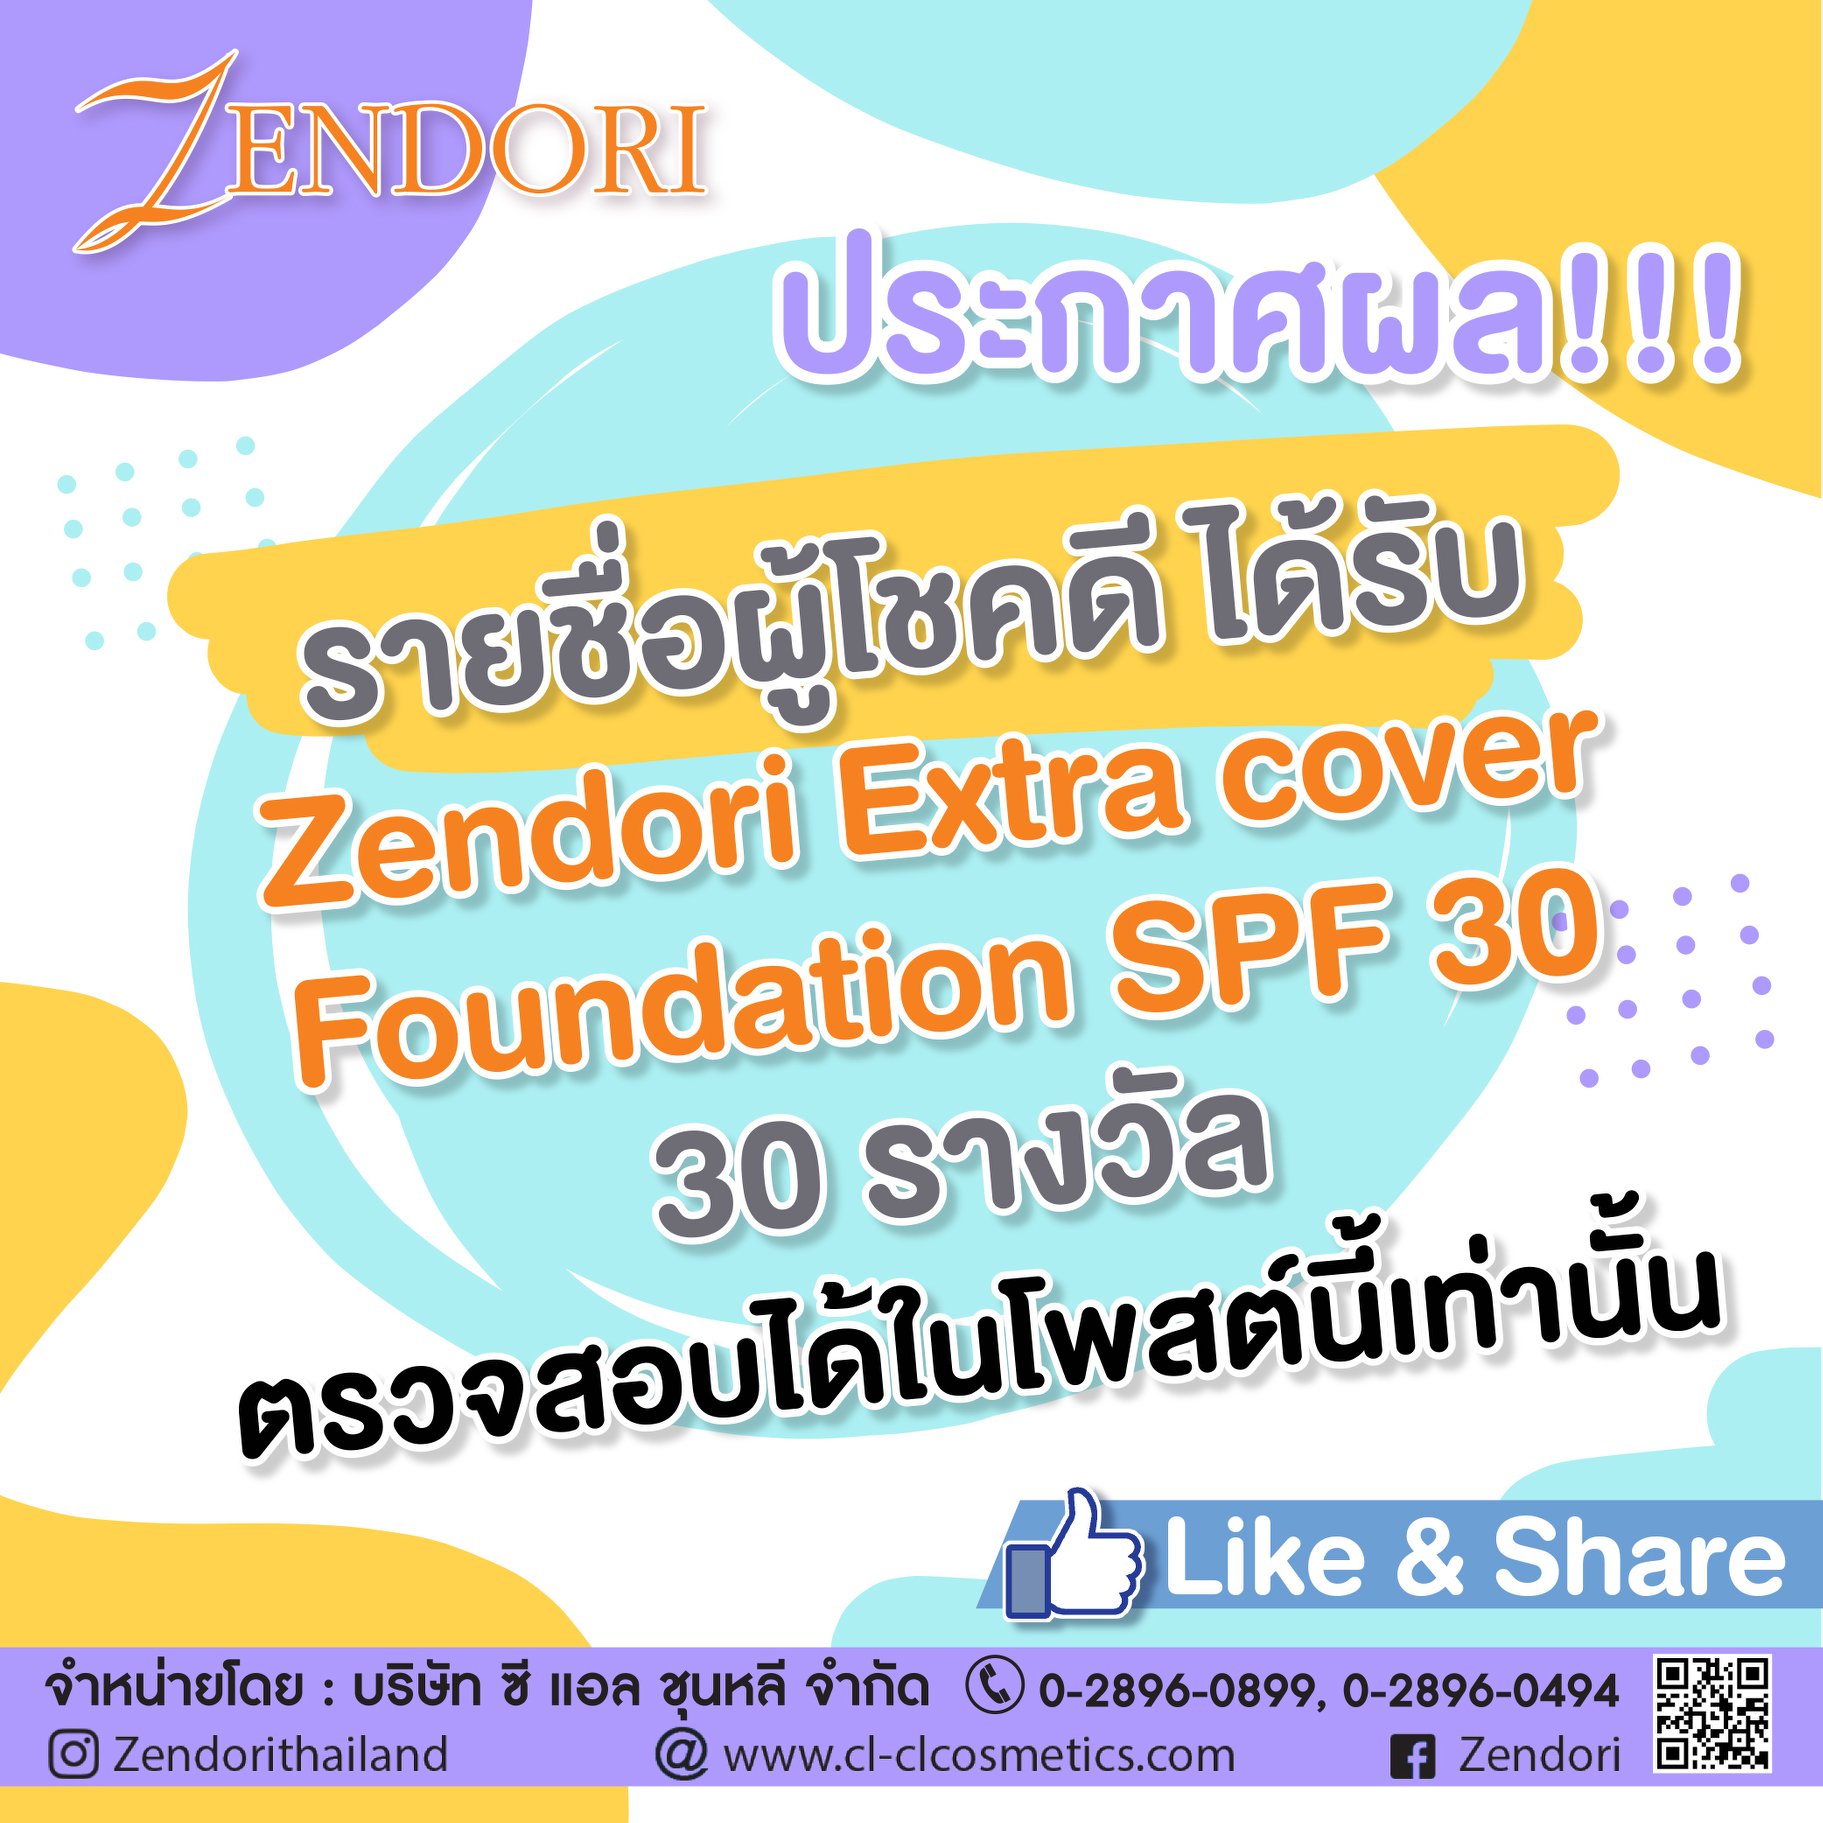 ZENDORI
ประกาศผล!!!
รายชื่อผู้โชคดี ได้รับ
Zendori Extra cover
Foundation SPF 30
30 รางวัล
ตรวจสอบได้ในโพสต์นี้เท่านั้น
Like & Share
จำหน่ายโดย : บริษัท ซี แอล ชุนหลี จำกัด 0-2896-0899, 0-2896-0494
Zendorithailand @ www.cl-clcosmetics.com Zendori